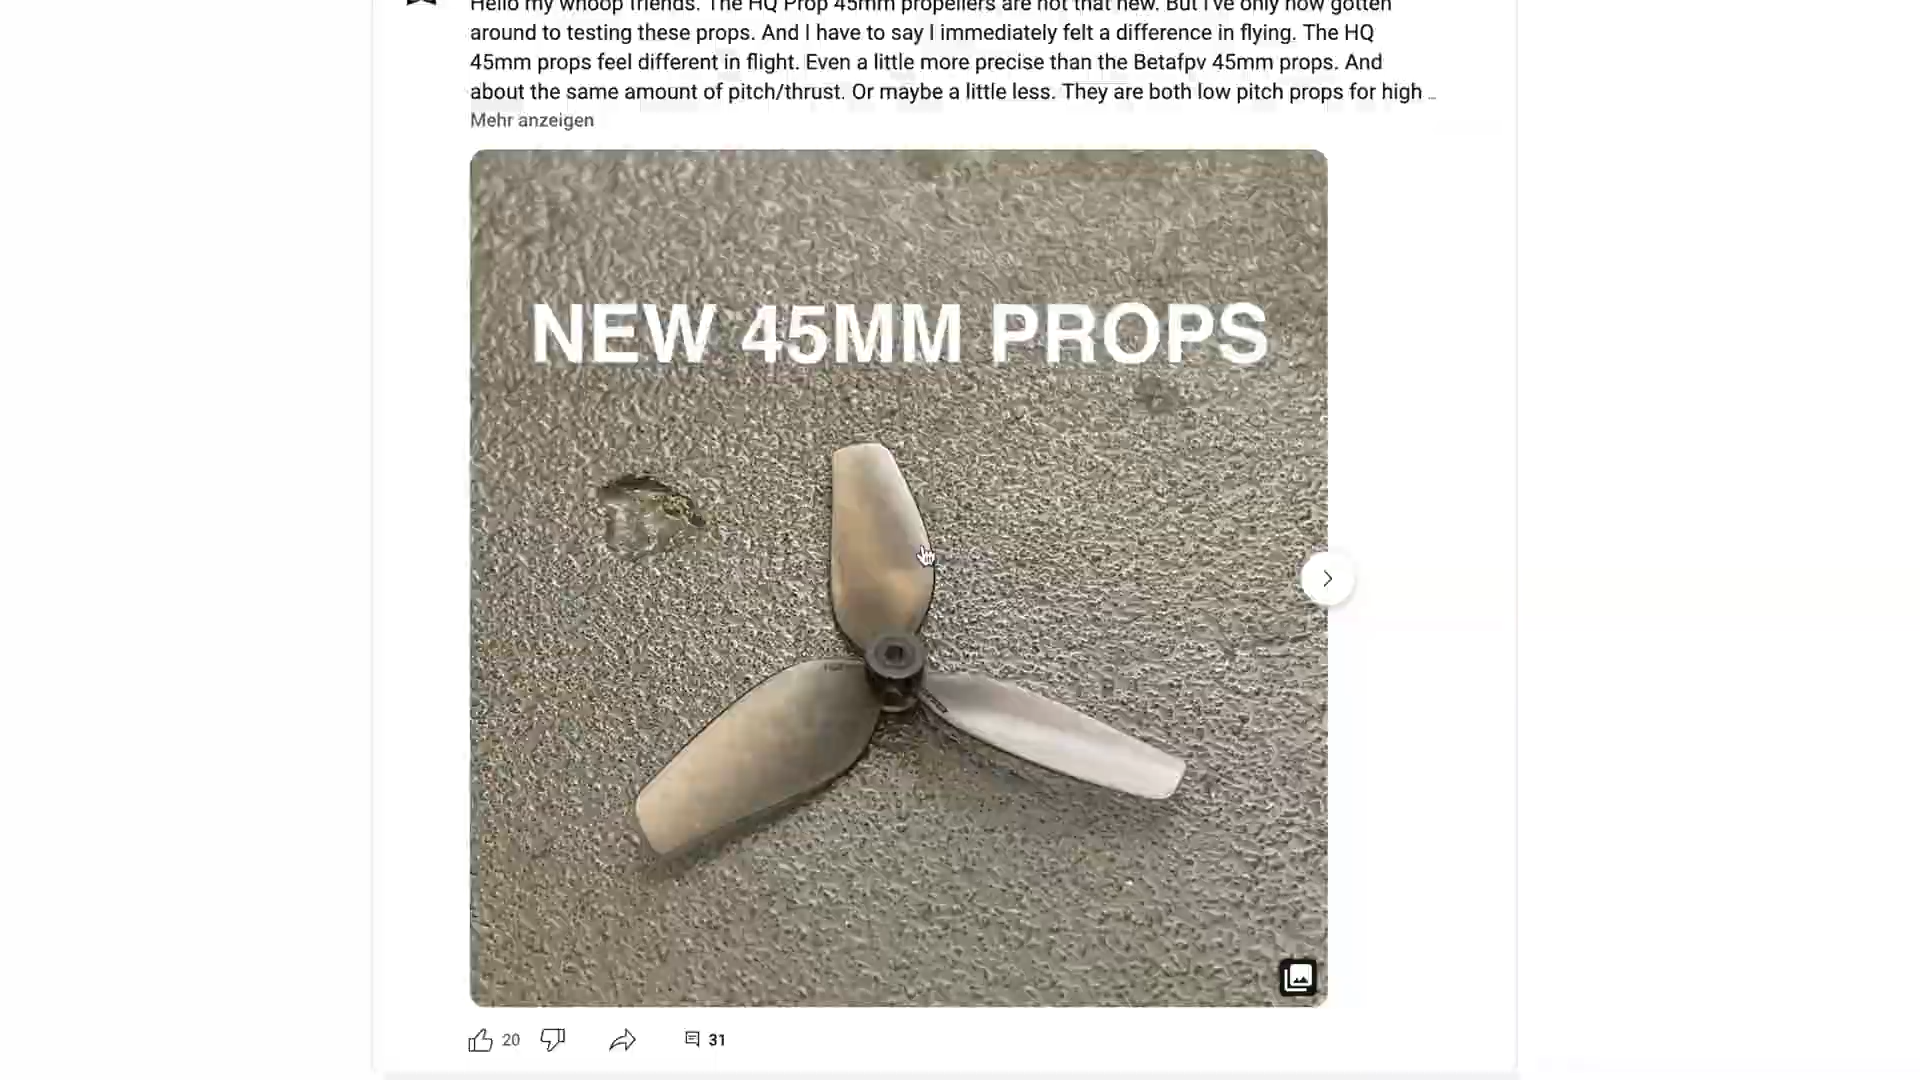 Hello my whoop friends. The HQ Prop 45mm propellers are not that new. But I've only now gotten
around to testing these props. And I have to say I immediately felt a difference in flying. The HQ
45mm props feel different in flight. Even a little more precise than the Betafpv 45mm props. And
about the same amount of pitch/thrust. Or maybe a little less. They are both low pitch props for high ...
Mehr anzeigen
NEW 45MM PROPS
20
31